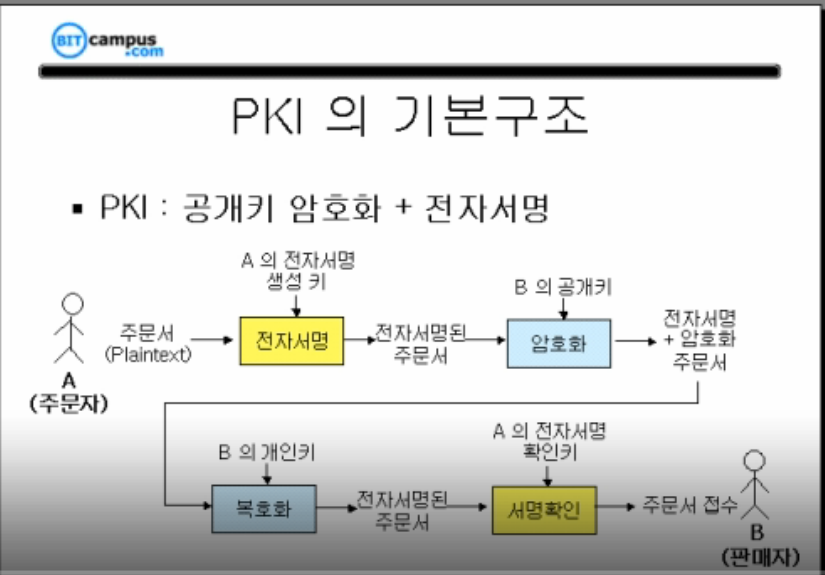 BIT campus
.com
PKI 의 기본구조
▪ PKI : 공개키 암호화 + 전자서명
A 의 전자서명
생성 키
B 의 공개키
주문서
(Plaintext)
전자서명
전자서명된
주문서
암호화
전자서명
+ 암호화
주문서
A
(주문자)
B 의 개인키
A 의 전자서명
확인키
복호화
전자서명된
주문서
서명확인
주문서 접수
B
(판매자)